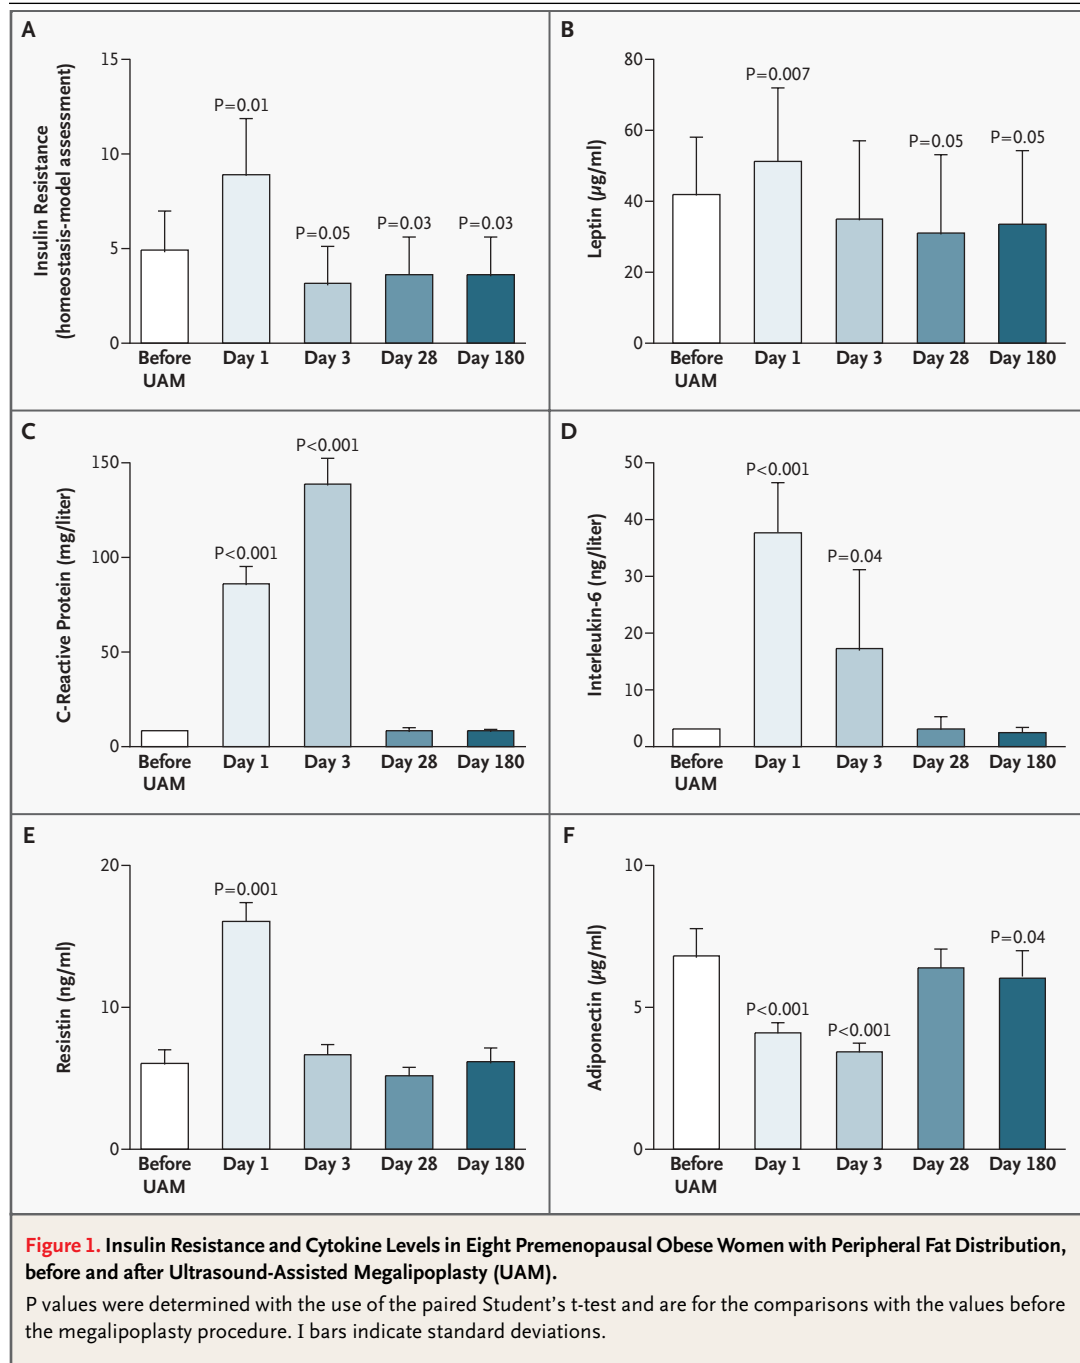 A
Insulin Resistance
(homeostasis-model assessment)
15
10
5
0
P=0.01
P=0.05
P=0.03
P=0.03
Before
UAM
Day 1
Day 3
Day 28
Day 180
B
Leptin (µg/ml)
80
60
40
20
0
P=0.007
P=0.05
P=0.05
Before
UAM
Day 1
Day 3
Day 28
Day 180
C
C-Reactive Protein (mg/liter)
150
100
50
0
P<0.001
P<0.001
Before
UAM
Day 1
Day 3
Day 28
Day 180
D
Interleukin-6 (ng/liter)
50
40
30
20
10
0
P<0.001
P=0.04
Before
UAM
Day 1
Day 3
Day 28
Day 180
E
Resistin (ng/ml)
20
10
0
P=0.001
Before
UAM
Day 1
Day 3
Day 28
Day 180
F
Adiponectin (µg/ml)
10
5
0
P<0.001
P<0.001
P=0.04
Before
UAM
Day 1
Day 3
Day 28
Day 180
Figure 1. Insulin Resistance and Cytokine Levels in Eight Premenopausal Obese Women with Peripheral Fat Distribution,
before and after Ultrasound-Assisted Megalipoplasty (UAM).
P values were determined with the use of the paired Student's t-test and are for the comparisons with the values before
the megalipoplasty procedure. I bars indicate standard deviations.